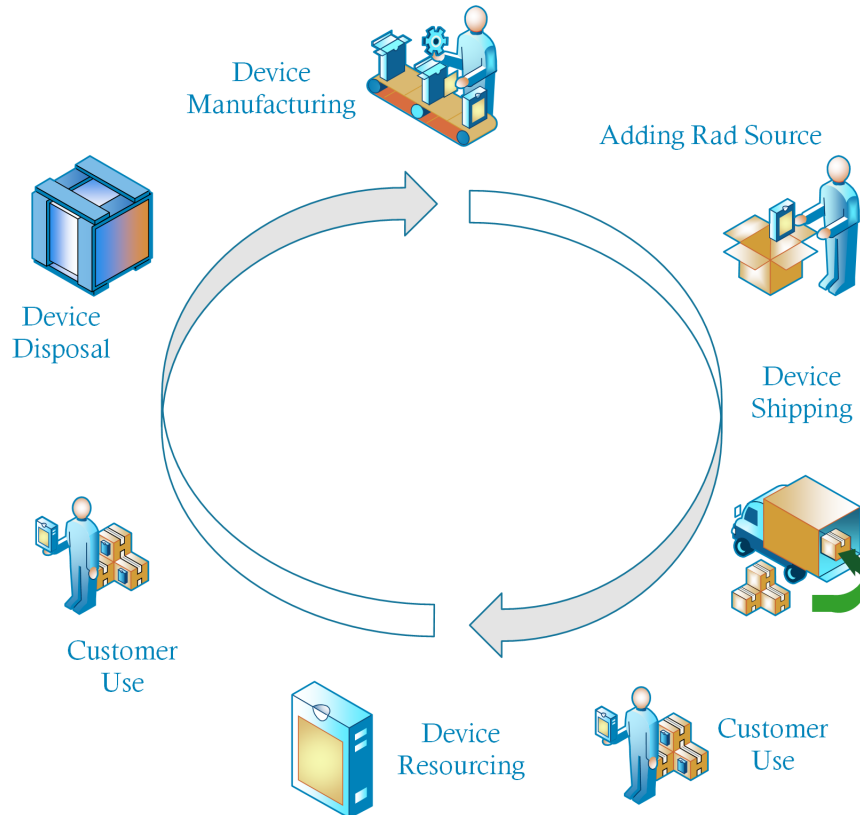 Device
Manufacturing
Adding Rad Source
Device
Shipping
Customer
Use
Device
Resourcing
Customer
Use
Device
Disposal